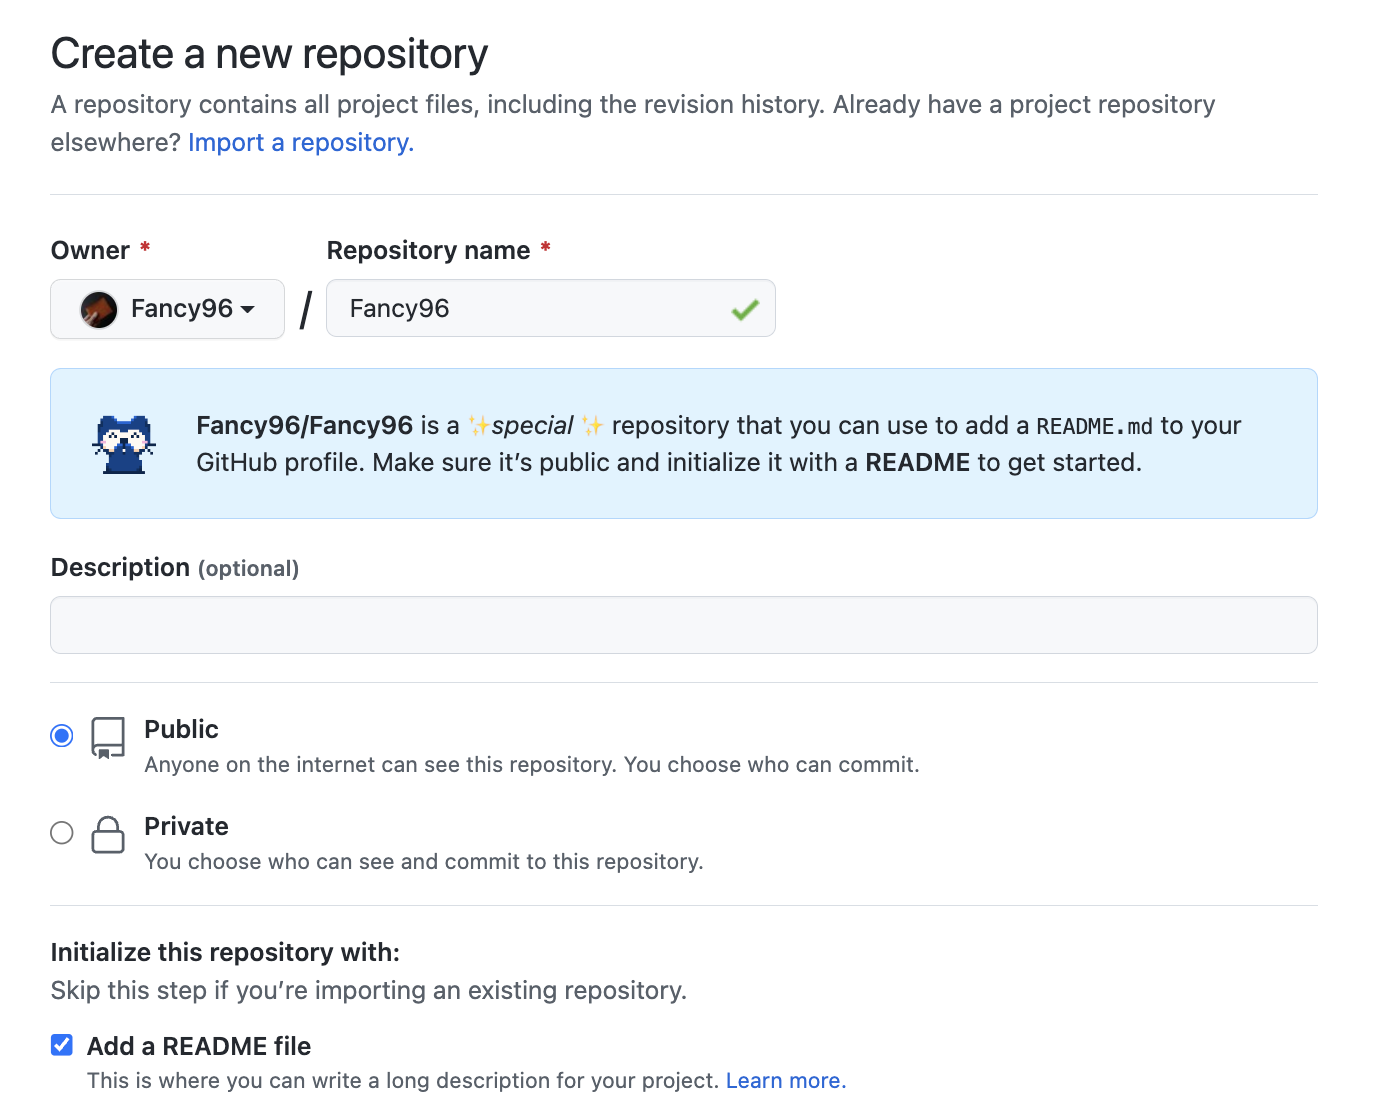 Create a new repository
A repository contains all project files, including the revision history. Already have a project repository
elsewhere? Import a repository.
Owner * Repository name *
Fancy96 / Fancy96
Fancy96/Fancy96 is a ✨special ✨ repository that you can use to add a README.md to your
GitHub profile. Make sure it’s public and initialize it with a README to get started.
Description (optional)
Public
Anyone on the internet can see this repository. You choose who can commit.
Private
You choose who can see and commit to this repository.
Initialize this repository with:
Skip this step if you’re importing an existing repository.
Add a README file
This is where you can write a long description for your project. Learn more.